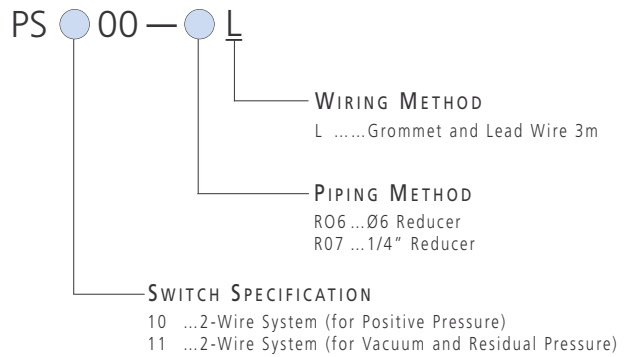 PS 00 — L
WIRING METHOD
L ......Grommet and Lead Wire 3m
PIPING METHOD
RO6 ...Ø6 Reducer
R07 ...1/4" Reducer
SWITCH SPECIFICATION
10 ...2-Wire System (for Positive Pressure)
11 ...2-Wire System (for Vacuum and Residual Pressure)